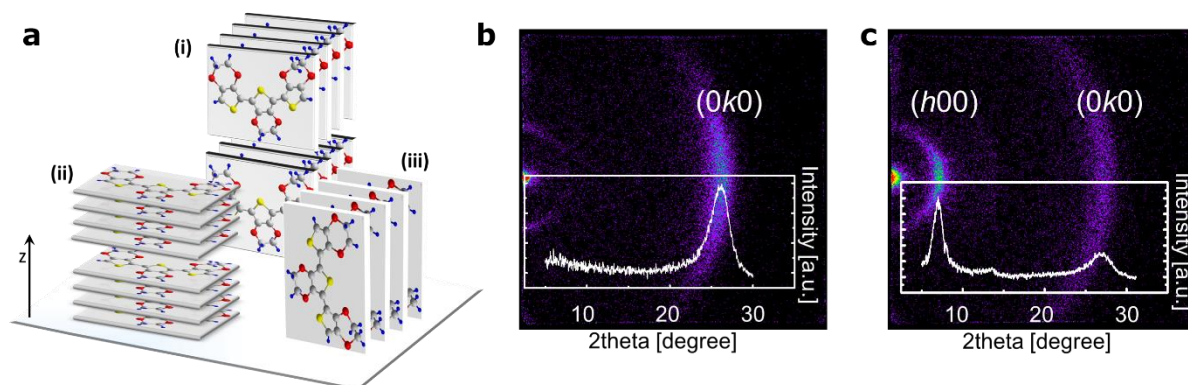 a
(i)
(ii)
(iii)
z
b
(0k0)
Intensity [a.u.]
10 20 30
2theta [degree]
c
(h00) (0k0)
Intensity [a.u.]
10 20 30
2theta [degree]